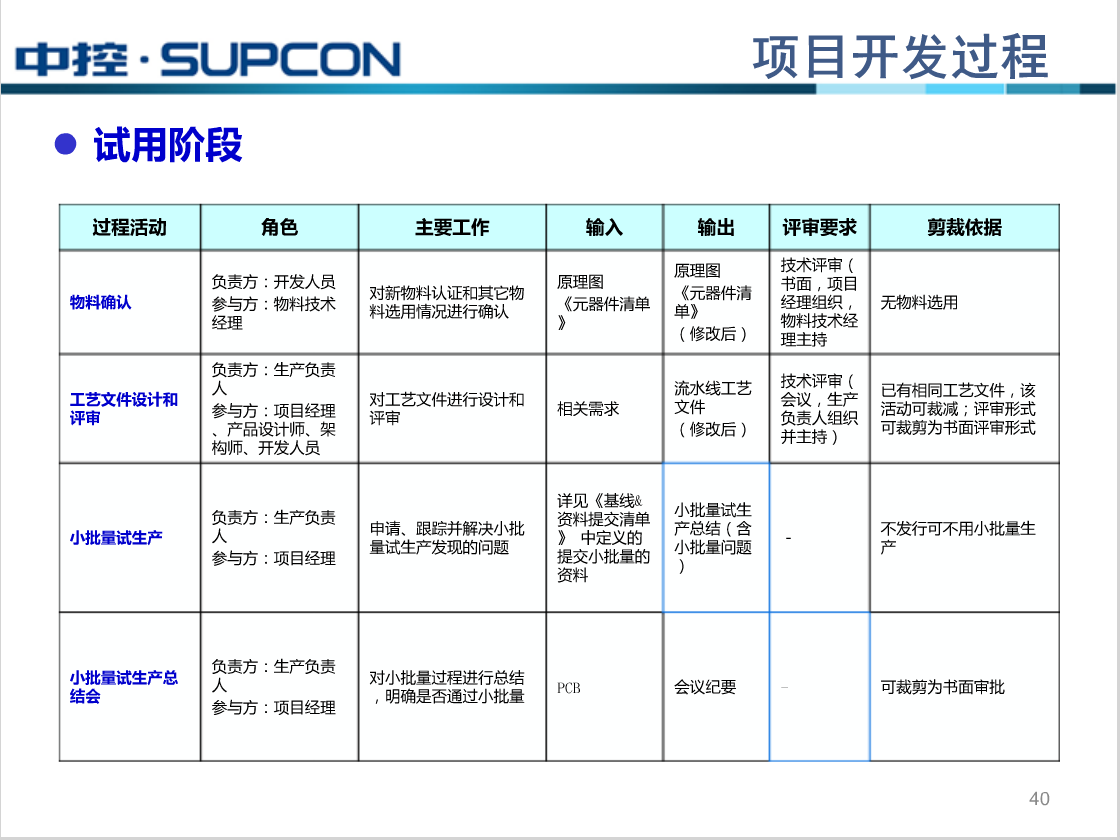 中控·SUPCON
项目开发过程
试用阶段
过程活动
角色
主要工作
输入
输出
评审要求
剪裁依据
物料确认
负责方：开发人员
参与方：物料技术
经理
对新物料认证和其它物
料选用情况进行确认
原理图
《元器件清单
》
原理图
《元器件清
单》
（修改后）
技术评审（
书面，项目
经理组织，
物料技术经
理主持
无物料选用
工艺文件设计和
评审
负责方：生产负责
人
参与方：项目经理
、产品设计师、架
构师、开发人员
对工艺文件进行设计和
评审
相关需求
流水线工艺
文件
（修改后）
技术评审（
会议，生产
负责人组织
并主持）
已有相同工艺文件，该
活动可裁减；评审形式
可裁剪为书面评审形式
小批量试生产
负责方：生产负责
人
参与方：项目经理
申请、跟踪并解决小批
量试生产发现的问题
详见《基线&
资料提交清单
》 中定义的
提交小批量的
资料
小批量试生
产总结（含
小批量问题
）
-
不发行可不用小批量生
产
小批量试生产总
结会
负责方：生产负责
人
参与方：项目经理
对小批量过程进行总结
，明确是否通过小批量
PCB
会议纪要
–
可裁剪为书面审批
40